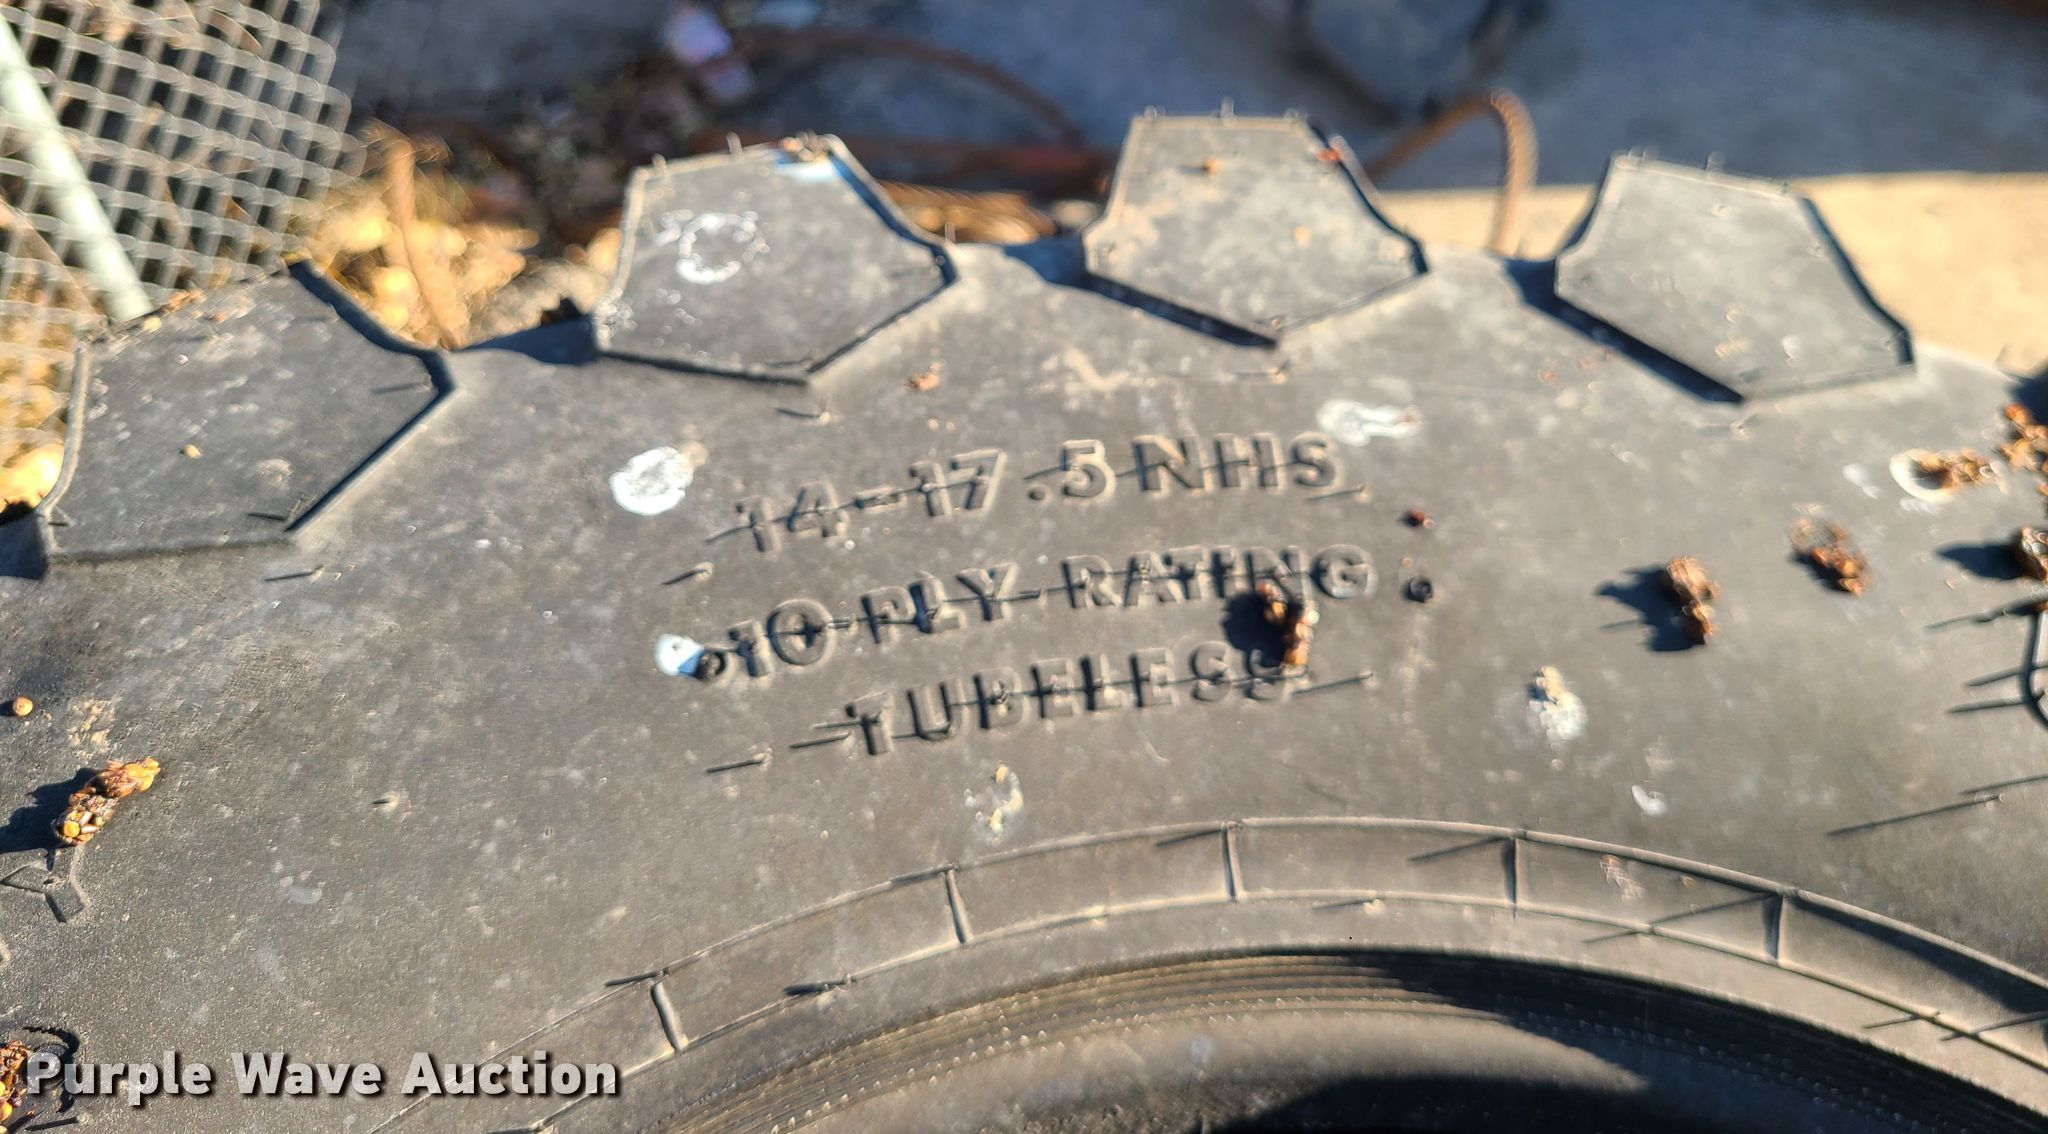 14-17.5 NHS
10 PLY RATING
TUBELESS
Purple Wave Auction